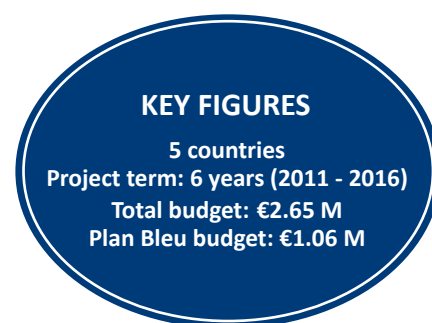 KEY FIGURES
5 countries
Project term: 6 years (2011 - 2016)
Total budget: €2.65 M
Plan Bleu budget: €1.06 M